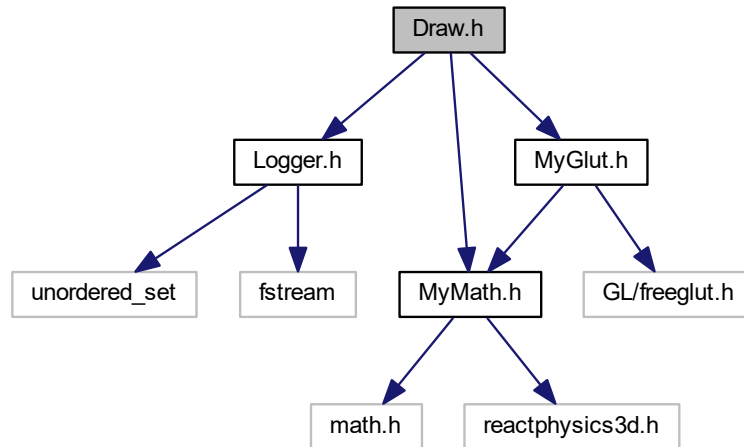 Draw.h
Logger.h
MyGlut.h
unordered_set
fstream
MyMath.h
GL/freeglut.h
math.h
reactphysics3d.h